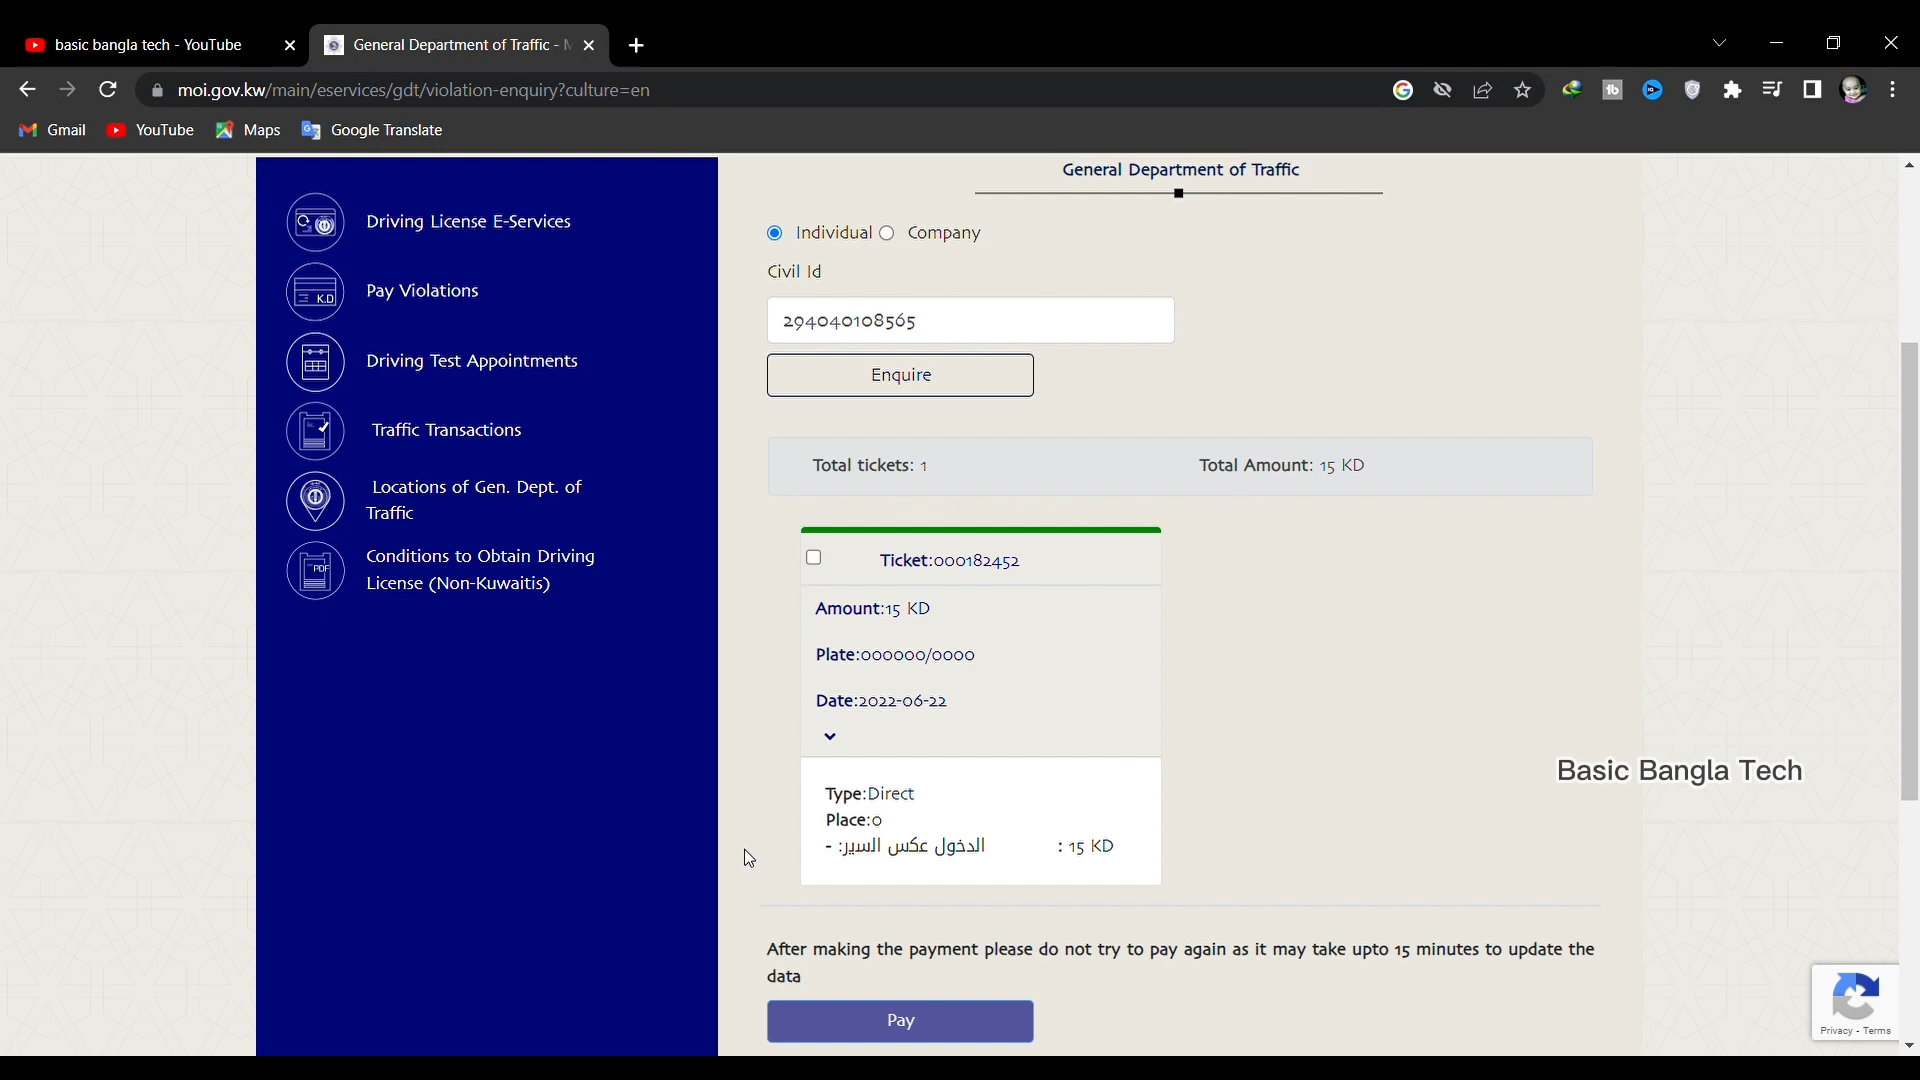 basic bangla tech - YouTube
General Department of Traffic -
moi.gov.kw/main/eservices/gdt/violation-enquiry?culture=en
Gmail
YouTube
Maps
Google Translate
General Department of Traffic
Driving License E-Services
K.D
Pay Violations
Driving Test Appointments
Traffic Transactions
Locations of Gen. Dept. of
Traffic
PDF
Conditions to Obtain Driving
License (Non-Kuwaitis)
Individual
Company
Civil Id
294040108565
Enquire
Total tickets: 1
Total Amount: 15 KD
Ticket:000182452
Amount:15 KD
Plate:000000/0000
Date:2022-06-22
Type:Direct
Place:0
- الدخول عكس السير: : 15 KD
Basic Bangla Tech
After making the payment please do not try to pay again as it may take upto 15 minutes to update the
data
Pay
Privacy - Terms